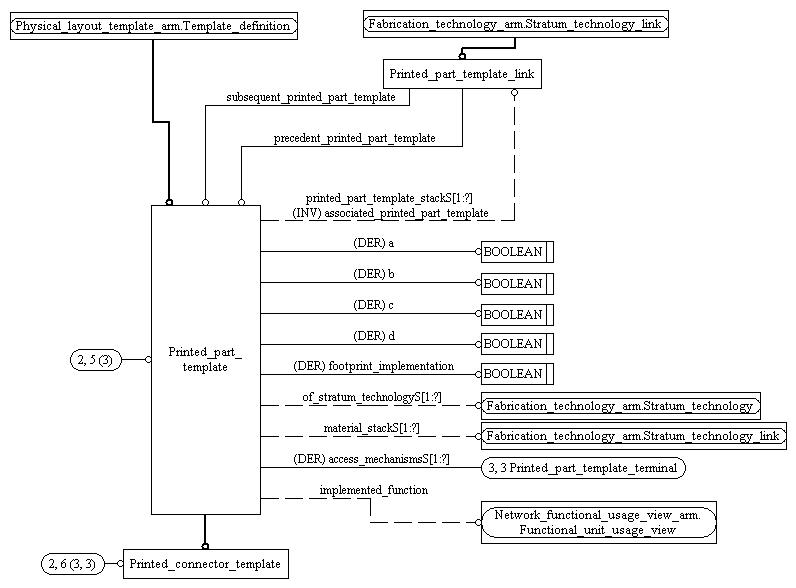 Physical_layout_template_arm.Template_definition
Fabrication_technology_arm.Stratum_technology_link
Printed_part_template_link
subsequent_printed_part_template
precedent_printed_part_template
printed_part_template_stackS[1:?]
(INV) associated_printed_part_template
(DER) a
BOOLEAN
(DER) b
BOOLEAN
(DER) c
BOOLEAN
(DER) d
BOOLEAN
2, 5 (3)
Printed_part_
template
(DER) footprint_implementation
BOOLEAN
of_stratum_technologyS[1:?]
Fabrication_technology_arm.Stratum_technology
material_stackS[1:?]
Fabrication_technology_arm.Stratum_technology_link
(DER) access_mechanismsS[1:?]
3, 3 Printed_part_template_terminal
implemented_function
Network_functional_usage_view_arm.
Functional_unit_usage_view
2, 6 (3, 3)
Printed_connector_template